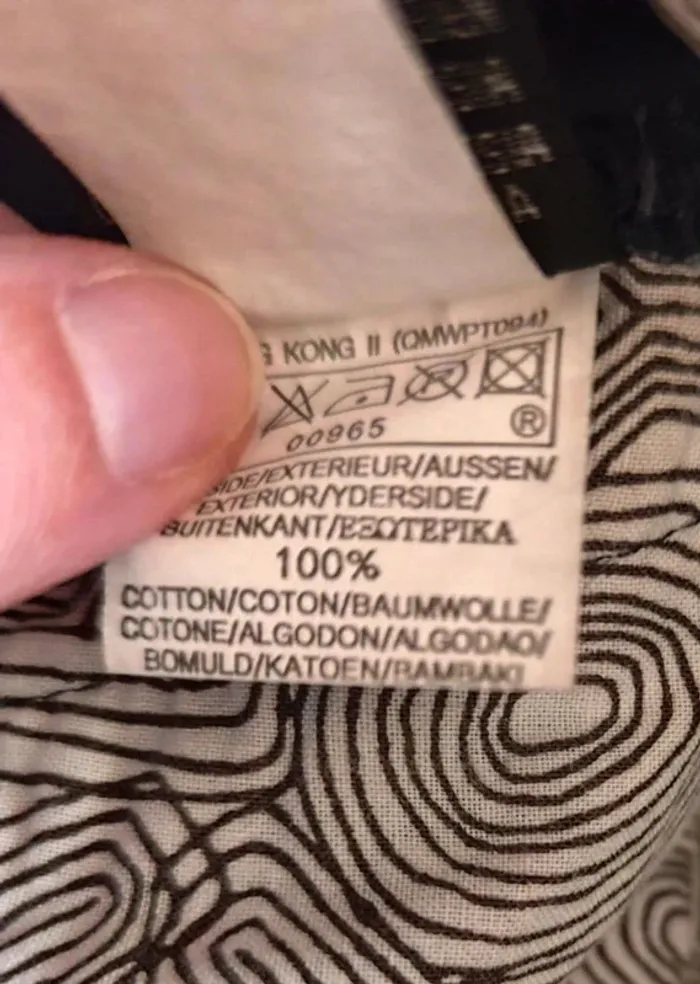 KONG II (OMWPT094)
00965
®
SIDE/EXTERIEUR/AUSSEN/
EXTERIOR/YDERSIDE/
BUITENKANT/ΕΞΩΤΕΡΙΚΑ
100%
COTTON/COTON/BAUMWOLLE/
COTONE/ALGODON/ALGODAO/
BOMULD/KATOEN/BAMBAKI